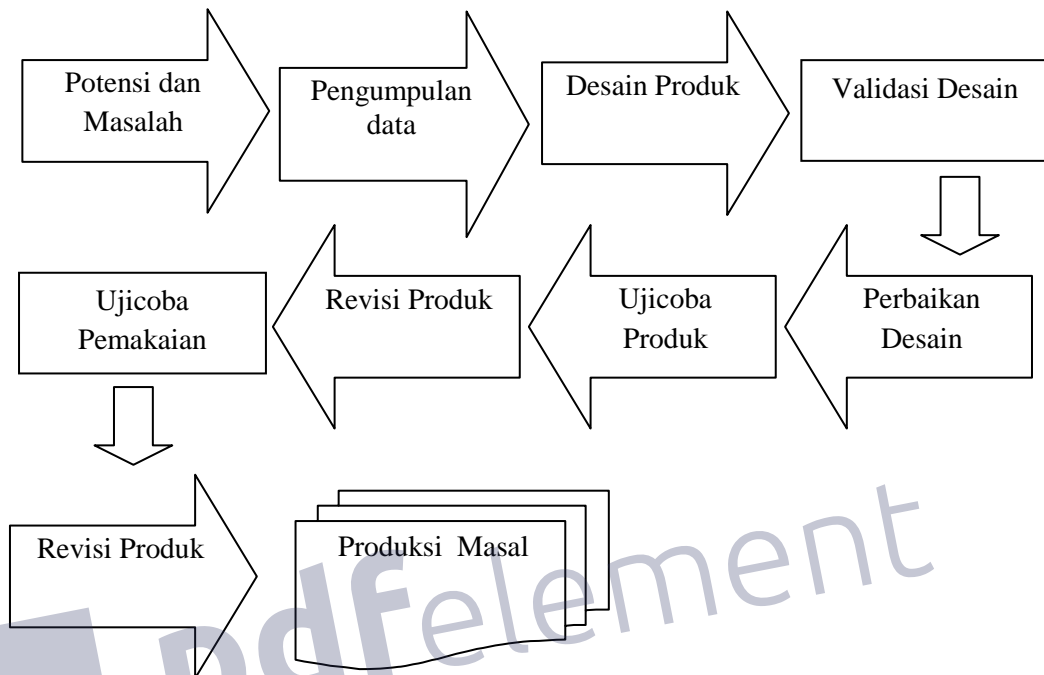 Potensi dan
Masalah
Pengumpulan
data
Desain Produk
Validasi Desain
Perbaikan
Desain
Ujicoba
Produk
Revisi Produk
Ujicoba
Pemakaian
Revisi Produk
Produksi Masal
pdfelement